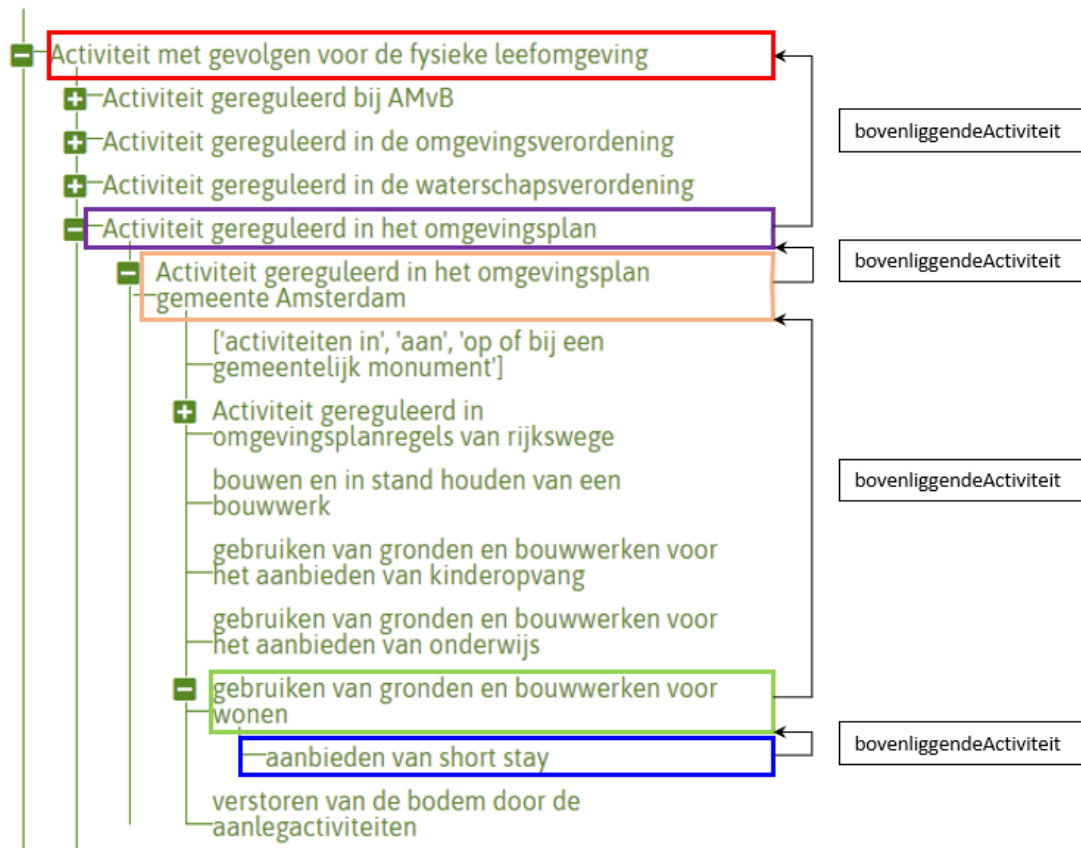 Activiteit met gevolgen voor de fysieke leefomgeving
Activiteit gereguleerd bij AMvB
bovenliggendeActiviteit
Activiteit gereguleerd in de omgevingsverordening
Activiteit gereguleerd in de waterschapsverordening
Activiteit gereguleerd in het omgevingsplan
bovenliggendeActiviteit
Activiteit gereguleerd in het omgevingsplan
gemeente Amsterdam
['activiteiten in', 'aan', 'op of bij een
gemeentelijk monument']
Activiteit gereguleerd in
omgevingsplanregels van rijkswege
bovenliggendeActiviteit
bouwen en in stand houden van een
bouwwerk
gebruiken van gronden en bouwwerken voor
het aanbieden van kinderopvang
gebruiken van gronden en bouwwerken voor
het aanbieden van onderwijs
gebruiken van gronden en bouwwerken voor
wonen
bovenliggendeActiviteit
aanbieden van short stay
verstoren van de bodem door de
aanlegactiviteiten